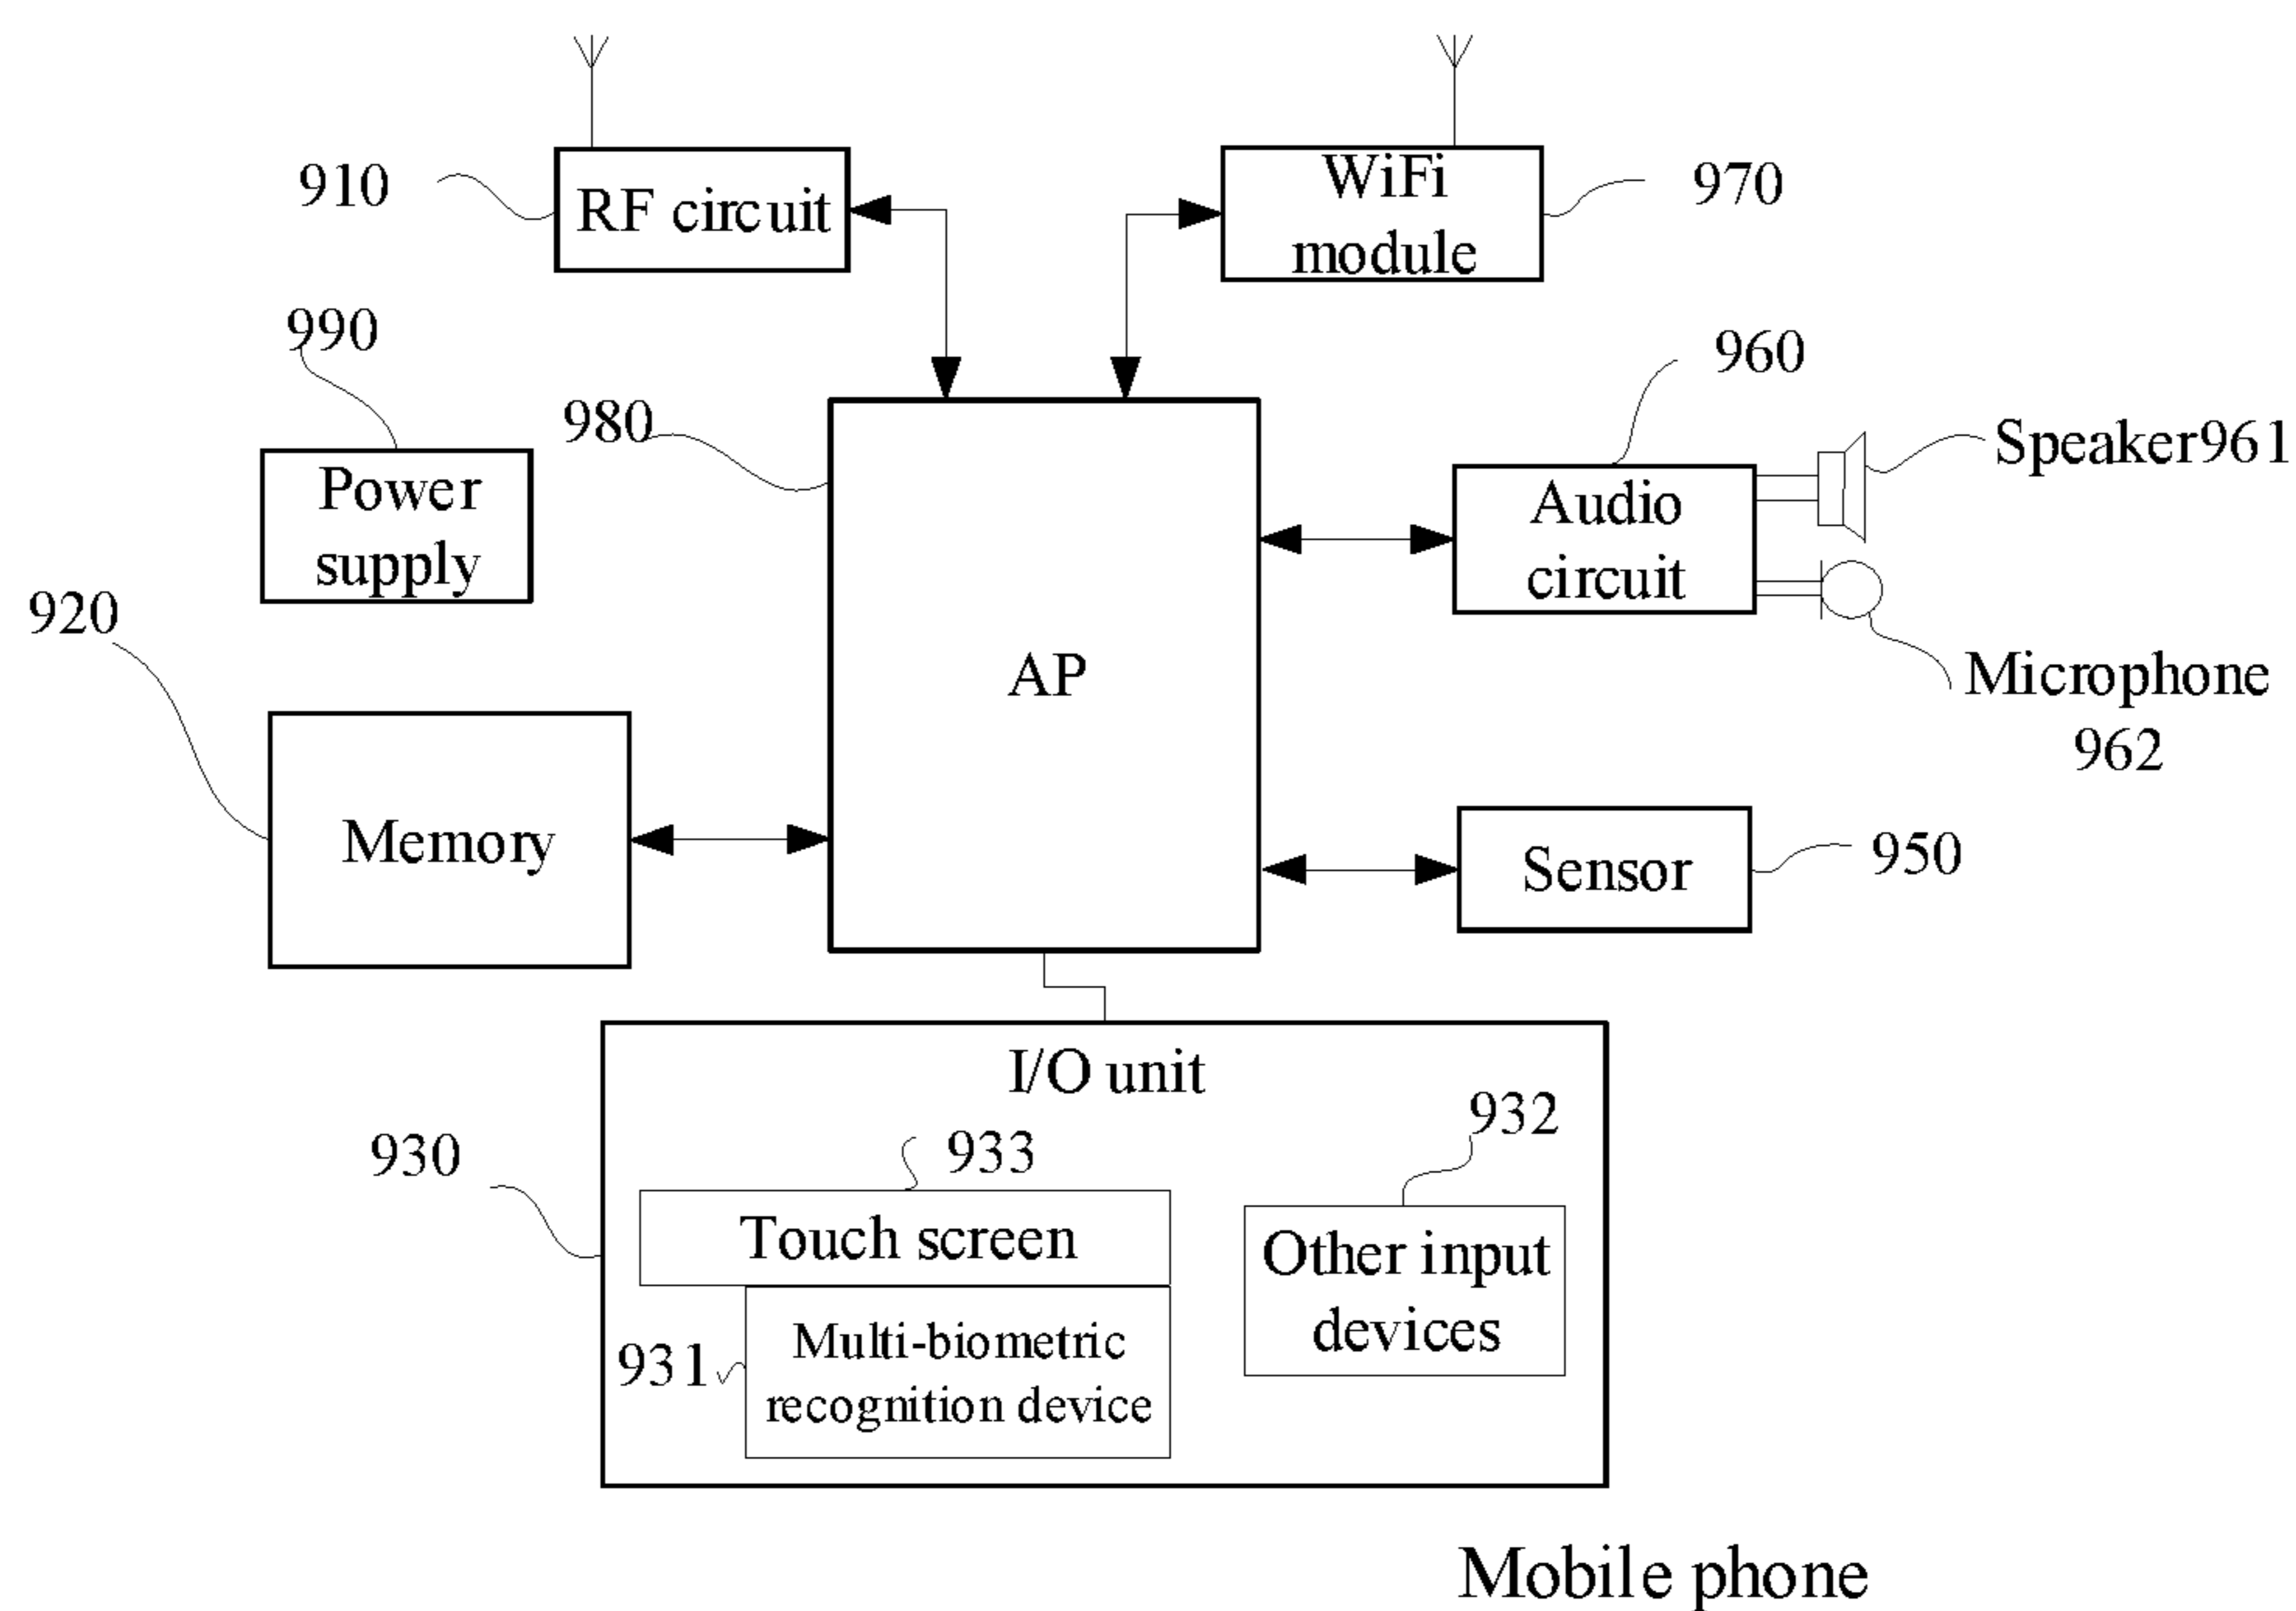 910
RF circuit
WiFi
module
970
990
980
960
Power
supply
Audio
circuit
Speaker961
920
AP
Microphone
962
Memory
Sensor
950
I/O unit
930
933
932
Touch screen
Other input
devices
931
Multi-biometric
recognition device
Mobile phone